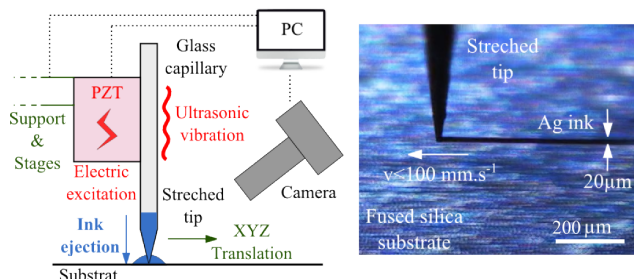 Glass
capillary
PC
PZT
Ultrasonic
vibration
Support
&
Stages
Electric
excitation
Streched
tip
Camera
Ink
ejection
XYZ
Translation
Substrat
Streched
tip
Ag ink
v<100 mm.s⁻¹
20µm
Fused silica
substrate
200 µm